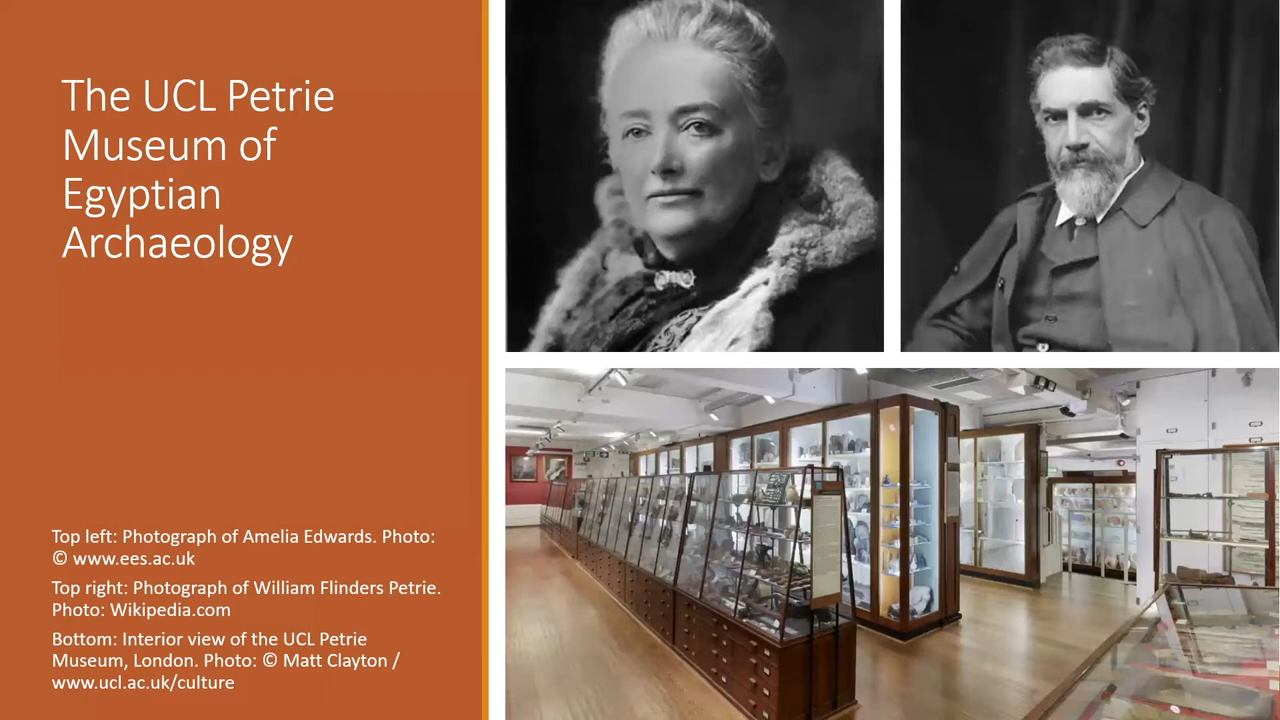 The UCL Petrie
Museum of
Egyptian
Archaeology
Top left: Photograph of Amelia Edwards. Photo:
© www.ees.ac.uk
Top right: Photograph of William Flinders Petrie.
Photo: Wikipedia.com
Bottom: Interior view of the UCL Petrie
Museum, London. Photo: © Matt Clayton /
www.ucl.ac.uk/culture